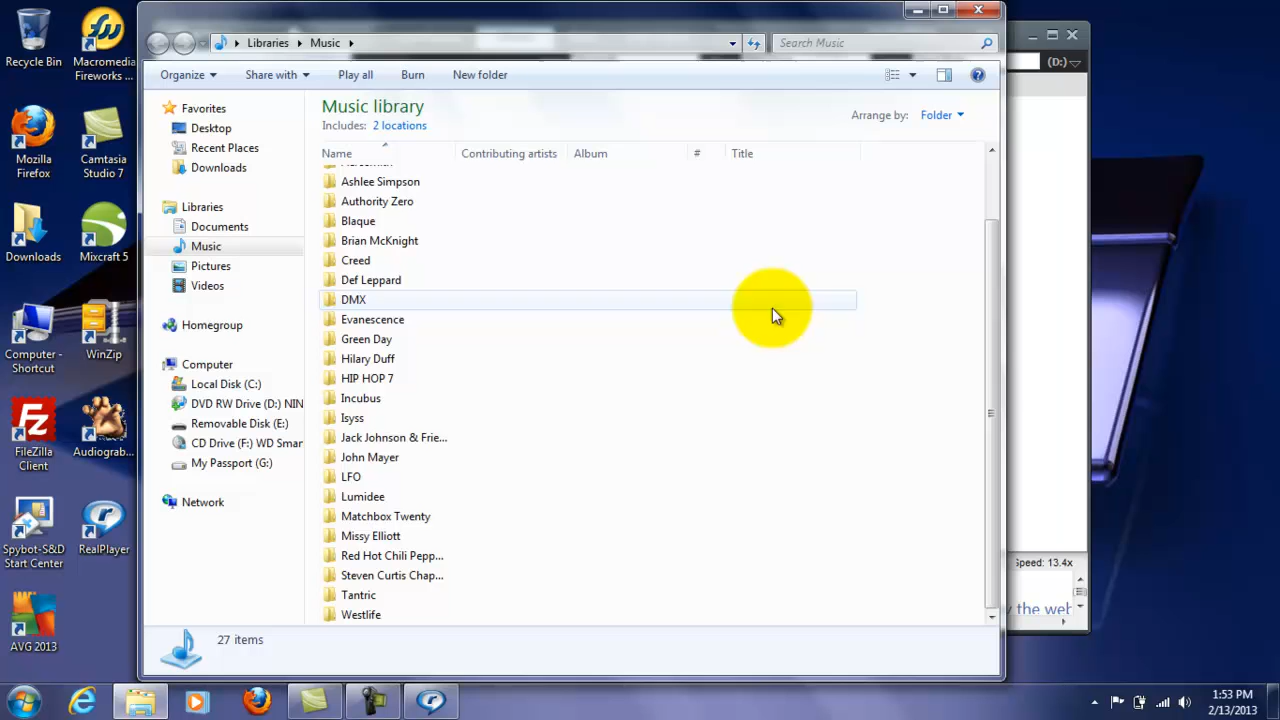 Recycle Bin
Macromedia Fireworks ...
Mozilla Firefox
Camtasia Studio 7
Downloads
Mixcraft 5
Computer - Shortcut
WinZip
FileZilla Client
Audiograb...
Spybot-S&D Start Center
RealPlayer
AVG 2013
Libraries
Music
Search Music
(D:)
Organize
Share with
Play all
Burn
New folder
Music library
Includes: 2 locations
Arrange by: Folder
Name
Contributing artists
Album
#
Title
Favorites
Desktop
Recent Places
Downloads
Libraries
Documents
Music
Pictures
Videos
Homegroup
Computer
Local Disk (C:)
DVD RW Drive (D:) NIN
Removable Disk (E:)
CD Drive (F:) WD Smar
My Passport (G:)
Network
Ashlee Simpson
Authority Zero
Blaque
Brian McKnight
Creed
Def Leppard
DMX
Evanescence
Green Day
Hilary Duff
HIP HOP 7
Incubus
Isyss
Jack Johnson & Frie...
John Mayer
LFO
Lumidee
Matchbox Twenty
Missy Elliott
Red Hot Chili Pepp...
Steven Curtis Chap...
Tantric
Westlife
Speed: 13.4x
the web
27 items
1:53 PM
2/13/2013